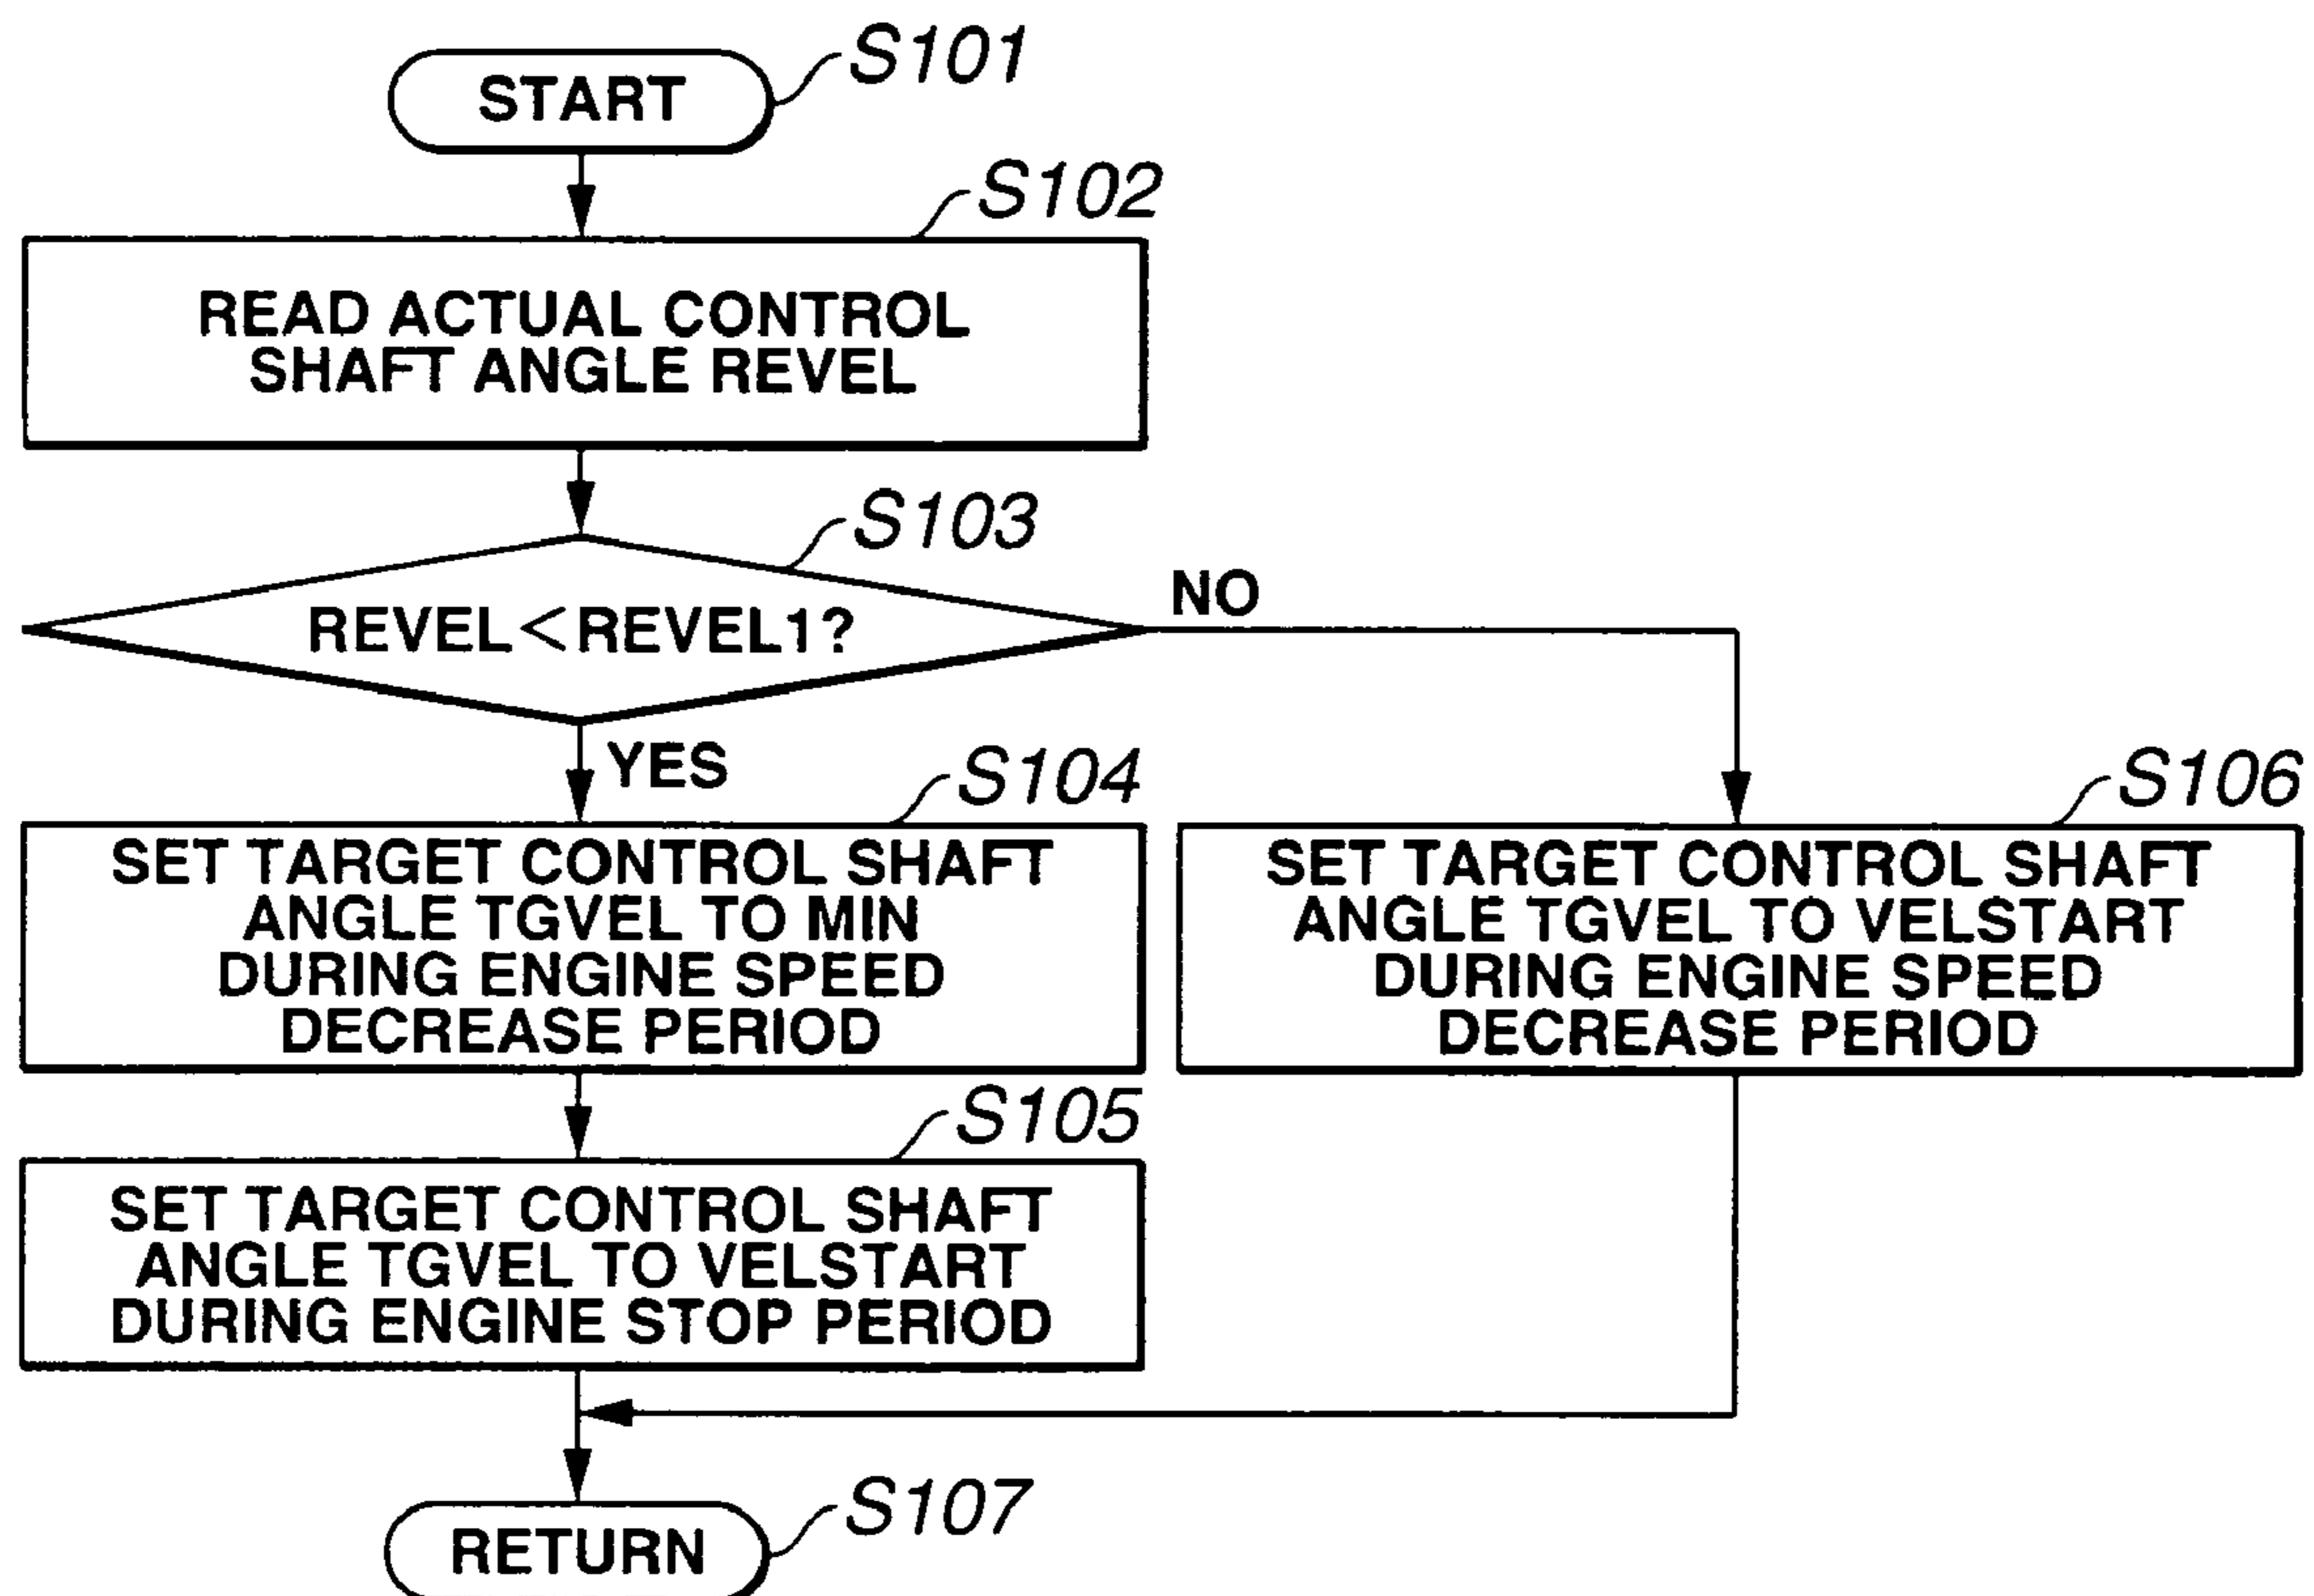 START
S101
S102
READ ACTUAL CONTROL
SHAFT ANGLE REVEL
S103
REVEL<REVEL1?
NO
YES
S104
SET TARGET CONTROL SHAFT
ANGLE TGVEL TO MIN
DURING ENGINE SPEED
DECREASE PERIOD
S106
SET TARGET CONTROL SHAFT
ANGLE TGVEL TO VELSTART
DURING ENGINE SPEED
DECREASE PERIOD
S105
SET TARGET CONTROL SHAFT
ANGLE TGVEL TO VELSTART
DURING ENGINE STOP PERIOD
RETURN
S107